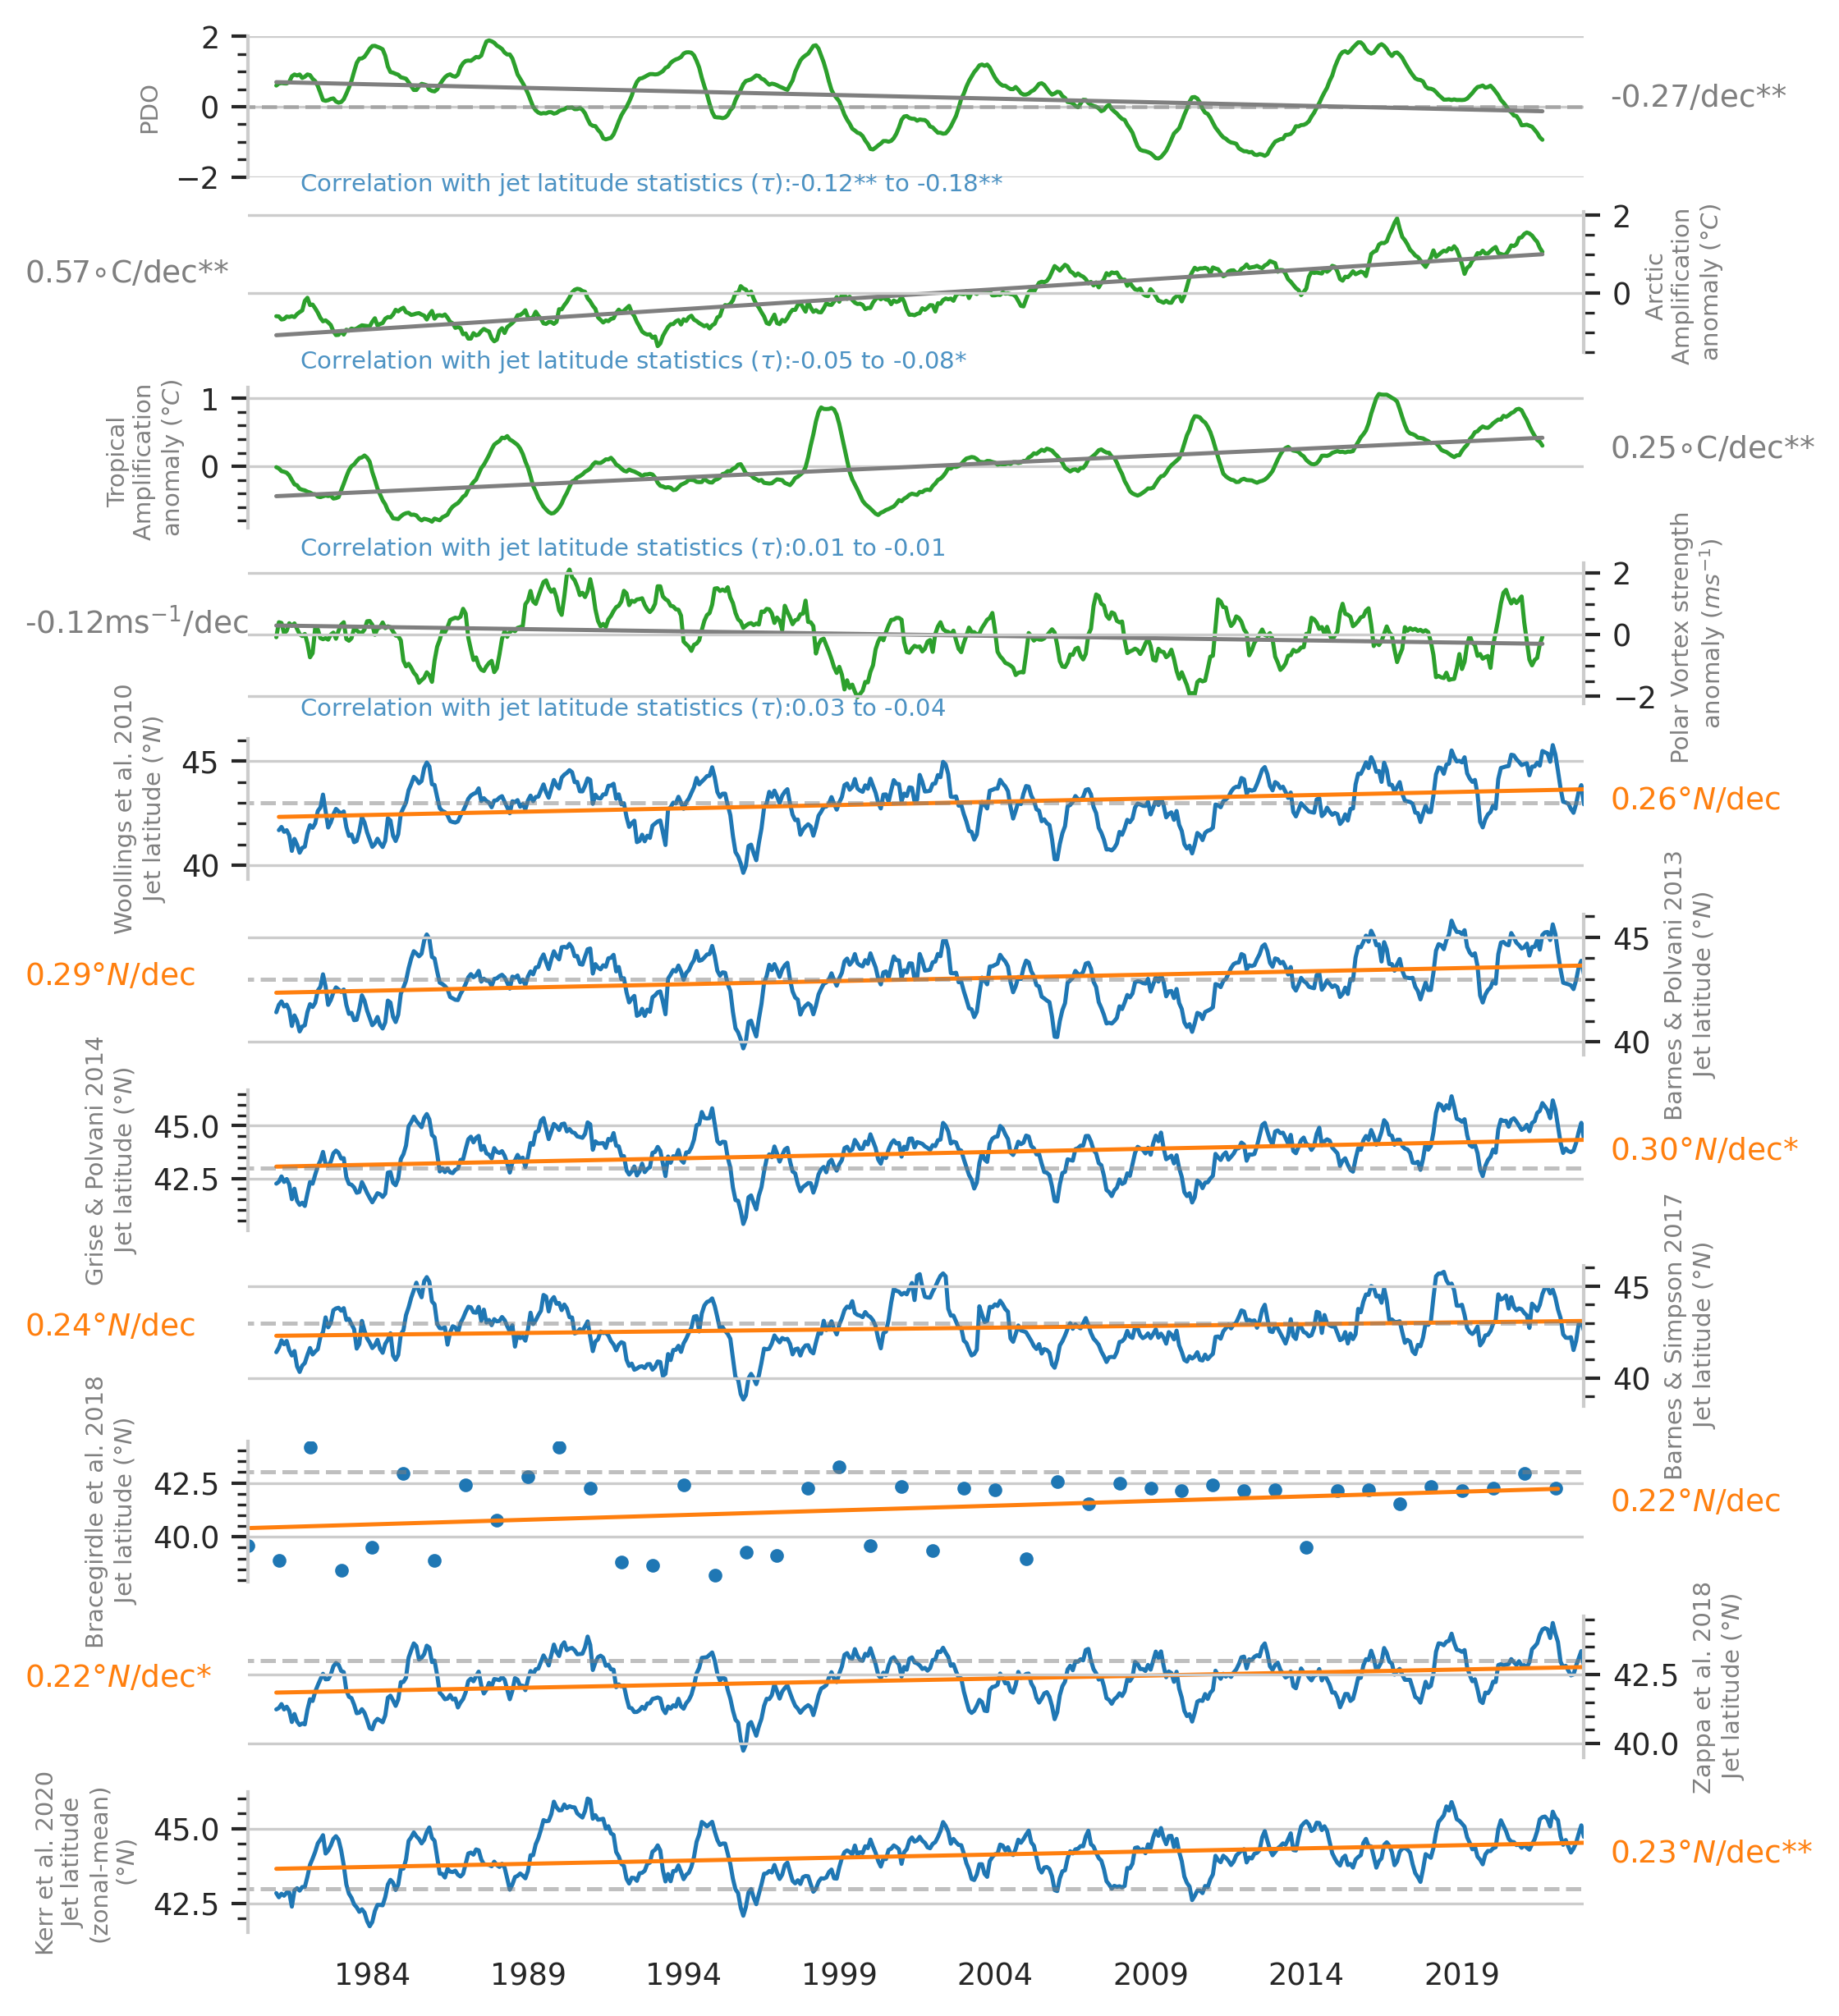 2
0
−2
PDO
-0.27/dec**
Correlation with jet latitude statistics (τ):-0.12** to -0.18**
0.57∘C/dec**
2
0
Arctic
Amplification
anomaly (°C)
Correlation with jet latitude statistics (τ):-0.05 to -0.08*
Tropical
Amplification
anomaly (°C)
1
0
0.25∘C/dec**
Correlation with jet latitude statistics (τ):0.01 to -0.01
-0.12ms⁻¹/dec
2
0
−2
Polar Vortex strength
anomaly (ms⁻¹)
Correlation with jet latitude statistics (τ):0.03 to -0.04
Woollings et al. 2010
Jet latitude (°N)
45
40
0.26°N/dec
0.29°N/dec
45
40
Barnes & Polvani 2013
Jet latitude (°N)
Grise & Polvani 2014
Jet latitude (°N)
45.0
42.5
0.30°N/dec*
0.24°N/dec
45
40
Barnes & Simpson 2017
Jet latitude (°N)
Bracegirdle et al. 2018
Jet latitude (°N)
42.5
40.0
0.22°N/dec
0.22°N/dec*
42.5
40.0
Zappa et al. 2018
Jet latitude (°N)
Kerr et al. 2020
Jet latitude
(zonal-mean)
(°N)
45.0
42.5
0.23°N/dec**
1984 1989 1994 1999 2004 2009 2014 2019